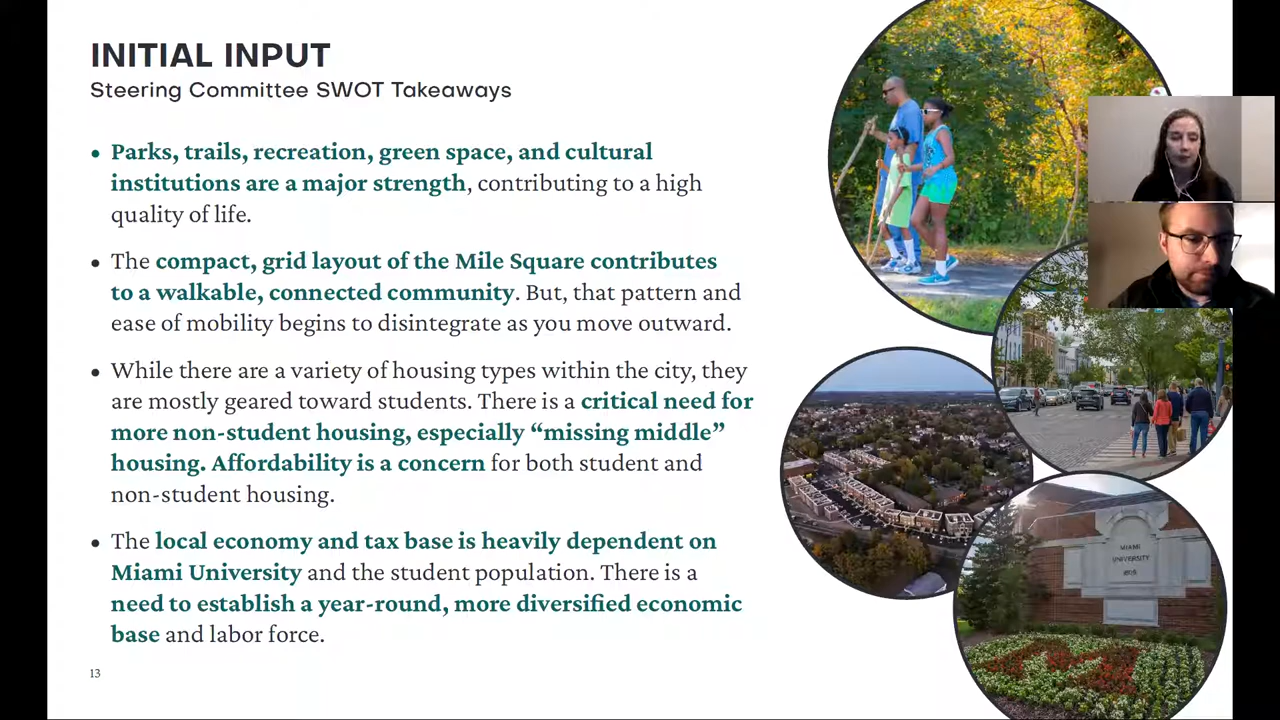 INITIAL INPUT
Steering Committee SWOT Takeaways
• Parks, trails, recreation, green space, and cultural
institutions are a major strength, contributing to a high
quality of life.
• The compact, grid layout of the Mile Square contributes
to a walkable, connected community. But, that pattern and
ease of mobility begins to disintegrate as you move outward.
• While there are a variety of housing types within the city, they
are mostly geared toward students. There is a critical need for
more non-student housing, especially “missing middle”
housing. Affordability is a concern for both student and
non-student housing.
• The local economy and tax base is heavily dependent on
Miami University and the student population. There is a
need to establish a year-round, more diversified economic
base and labor force.
13
MIAMI
UNIVERSITY
1809